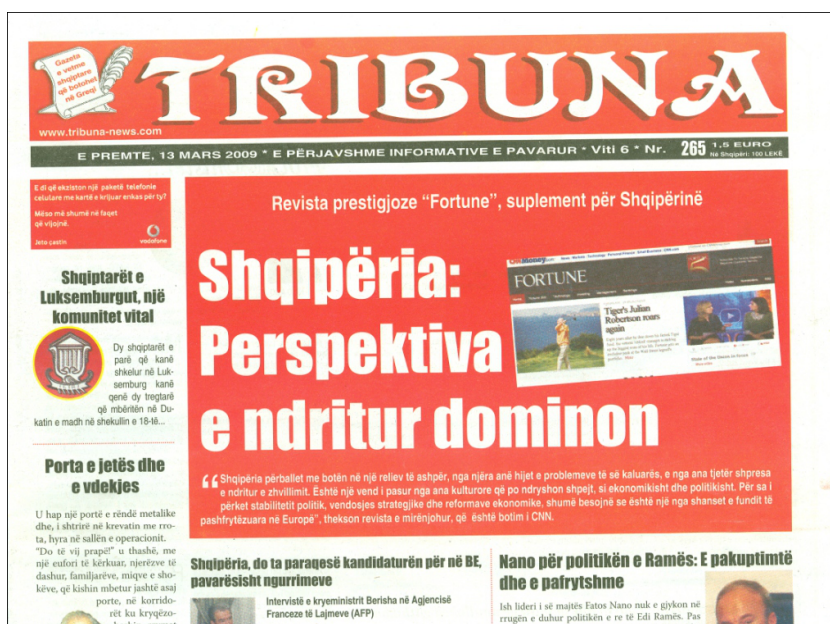 Gazeta
e vetme
shqiptare
që botohet
në Greqi
TRIBUNA
www.tribuna-news.com
E PREMTE, 13 MARS 2009 * E PËRJAVSHME INFORMATIVE E PAVARUR * Viti 6 * Nr. 265
1.5 EURO
Në Shqipëri: 100 LEKË
E di që ekziston një paketë telefonie
celulare me kartë e krijuar enkas për ty?
Mëso më shumë në faqet
që vijojnë.
Jeto çastin
vodafone
Shqiptarët e
Luksemburgut, një
komunitet vital
Dy shqiptarët e
parë që kanë
shkelur në Luk-
semburg kanë
qenë dy tregtarë
që mbëritën në Du-
katin e madh në shekullin e 18-të...
Porta e jetës dhe
e vdekjes
U hap një portë e rëndë metalike
dhe, i shtrirë në krevatin me rro-
ta, hyra në sallën e operacionit.
"Do të vij prapë!" u thashë, me
një eufori të kërkuar, njerëzve të
dashur, familjarëve, miqve e sho-
këve, që kishin mbetur jashtë asaj
porte, në korrido-
rët ku kryqëzo-
Revista prestigjoze "Fortune", suplement për Shqipërinë
Shqipëria:
Perspektiva
e ndritur dominon
FORTUNE
Tiger's Julian
Robertson roars
again
"Shqipëria përballet me botën në një reliev të ashpër, nga njëra anë hijet e problemeve të së kaluarës, e nga ana tjetër shpresa
e ndritur e zhvillimit. Është një vend i pasur nga ana kulturore që po ndryshon shpejt, si ekonomikisht dhe politikisht. Për sa i
përket stabilitetit politik, vendosjes strategjike dhe reformave ekonomike, shumë besojnë se është një nga shanset e fundit të
pashfrytëzuara në Europë", thekson revista e mirënjohur, që është botim i CNN.
Shqipëria, do ta paraqesë kandidaturën për në BE,
pavarësisht ngurrimeve
Intervistë e kryeministrit Berisha në Agjencisë
Franceze të Lajmeve (AFP)
Nano për politikën e Ramës: E pakuptimtë
dhe e pafrytshme
Ish lideri i së majtës Fatos Nano nuk e gjykon në
rrugën e duhur politikën e re të Edi Ramës. Pas